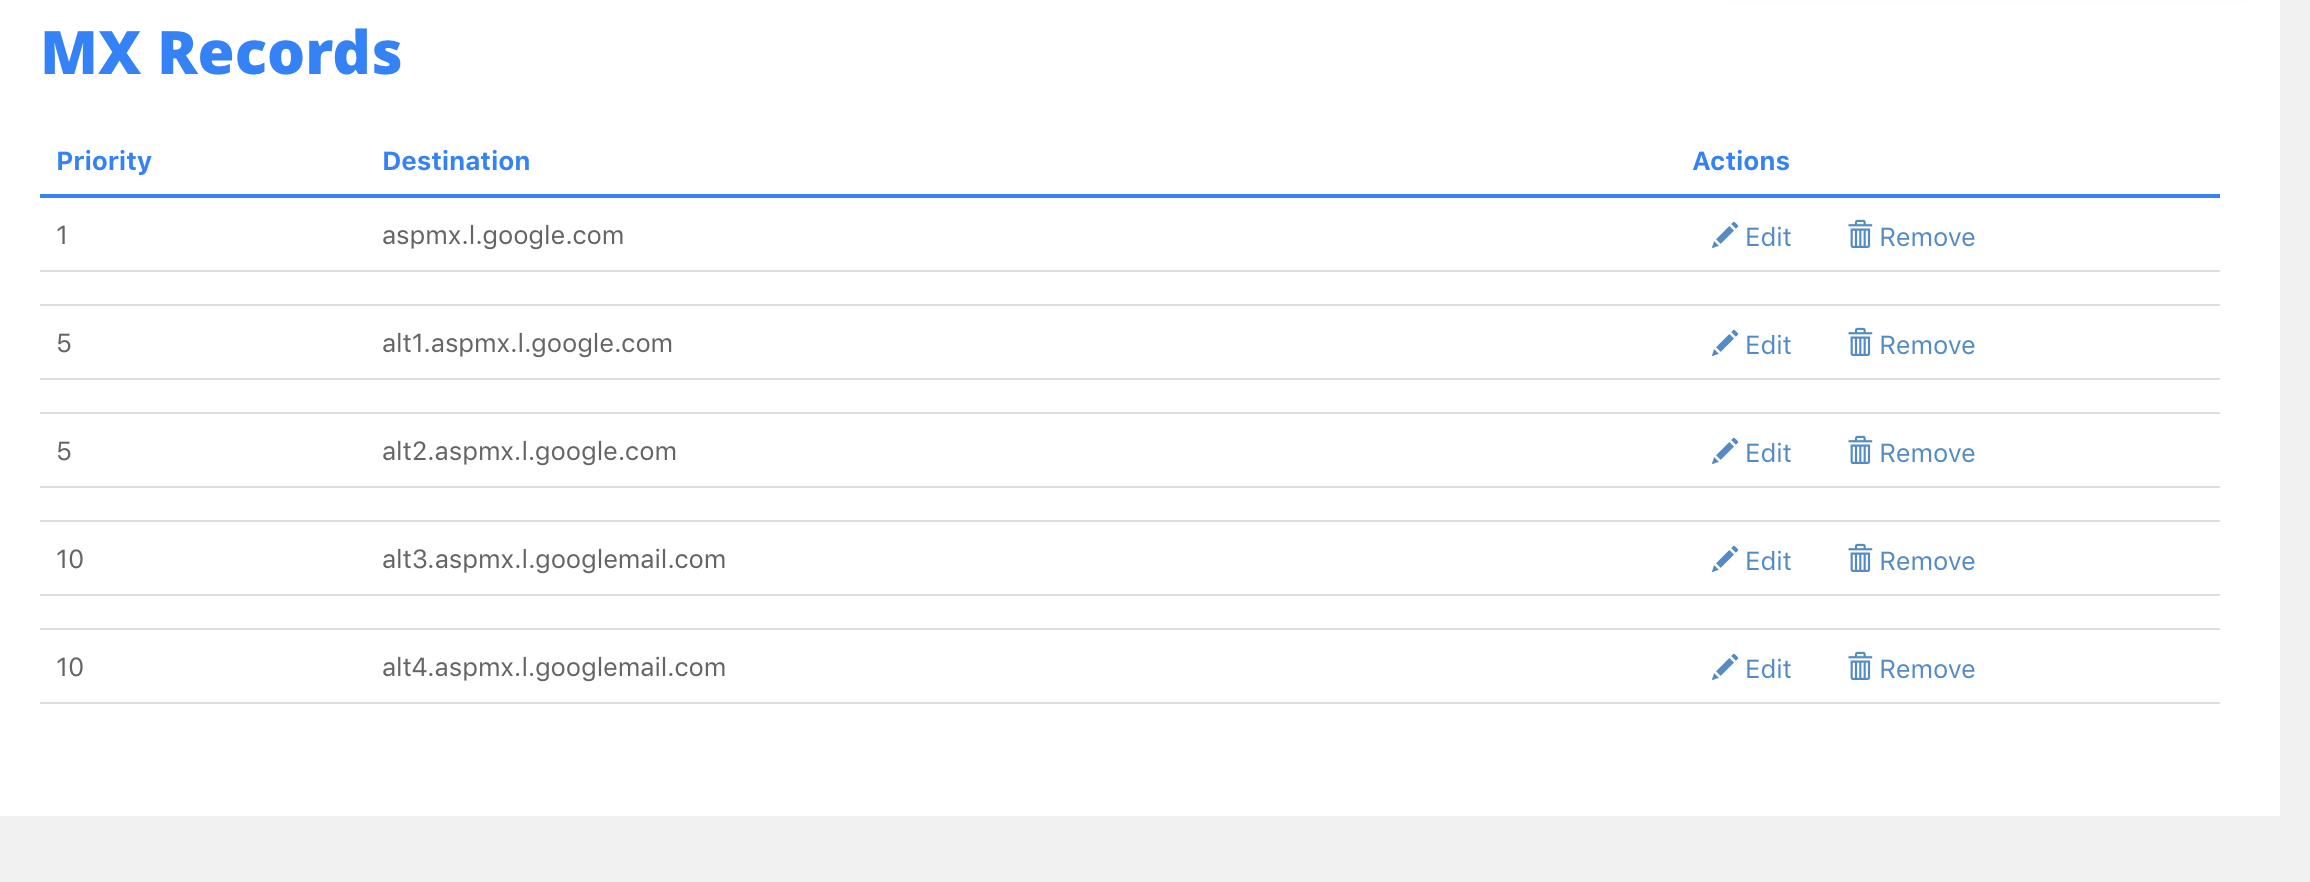 MX Records
Priority Destination Actions
1 aspmx.l.google.com Edit Remove
5 alt1.aspmx.l.google.com Edit Remove
5 alt2.aspmx.l.google.com Edit Remove
10 alt3.aspmx.l.googlemail.com Edit Remove
10 alt4.aspmx.l.googlemail.com Edit Remove